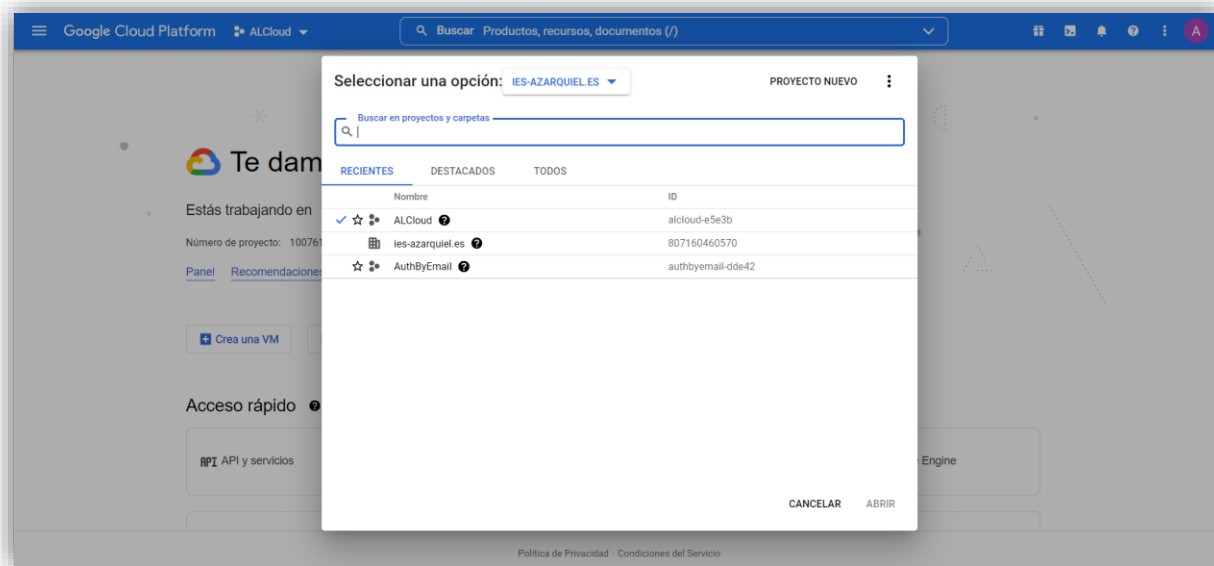 Google Cloud Platform ALCloud Buscar Productos, recursos, documentos (/) A
Seleccionar una opción: IES-AZARQUIEL.ES PROYECTO NUEVO
Buscar en proyectos y carpetas
RECIENTES DESTACADOS TODOS
Nombre ID
ALCloud alcloud-e5e3b
ies-azarquiel.es 807160460570
AuthByEmail authbyemail-dde42
CANCELAR ABRIR
Te dam
Estás trabajando en
Número de proyecto: 100761
Panel Recomendaciones
Crea una VM
Acceso rápido
API API y servicios
Engine
Política de Privacidad · Condiciones del Servicio